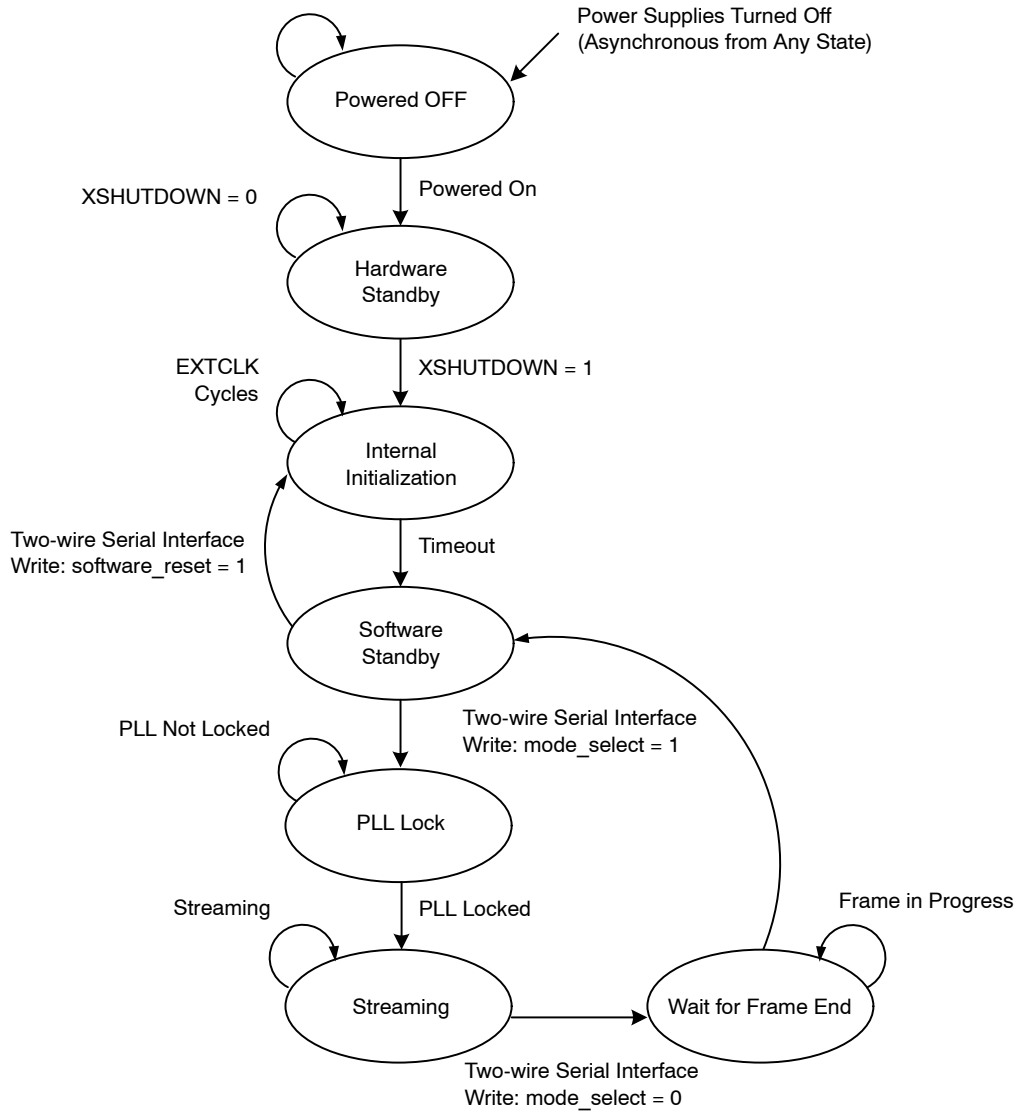 Power Supplies Turned Off
(Asynchronous from Any State)
Powered OFF
Powered On
XSHUTDOWN = 0
Hardware
Standby
XSHUTDOWN = 1
EXTCLK
Cycles
Internal
Initialization
Two-wire Serial Interface
Write: software_reset = 1
Timeout
Software
Standby
Two-wire Serial Interface
Write: mode_select = 1
PLL Not Locked
PLL Lock
PLL Locked
Streaming
Frame in Progress
Streaming
Wait for Frame End
Two-wire Serial Interface
Write: mode_select = 0